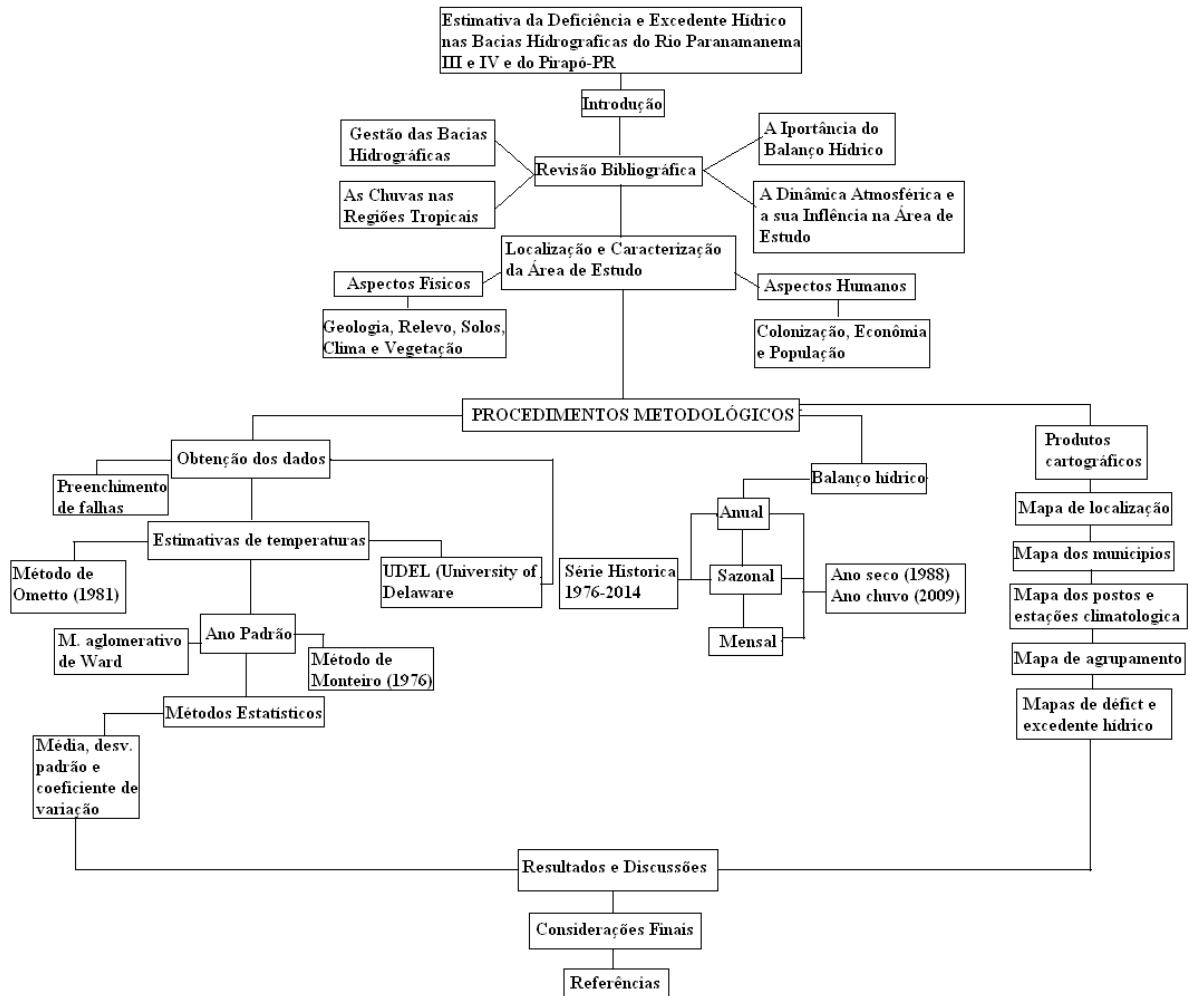 Estimativa da Deficiência e Excedente Hídrico
nas Bacias Hídrograficas do Rio Paranamanema
III e IV e do Pirapó-PR
Introdução
Gestão das Bacias
Hidrográficas
A Iportância do
Balanço Hídrico
Revisão Bibliográfica
As Chuvas nas
Regiões Tropicais
A Dinâmica Atmosférica e
a sua Inflência na Área de
Estudo
Localização e Caracterização
da Área de Estudo
Aspectos Físicos
Aspectos Humanos
Geologia, Relevo, Solos,
Clima e Vegetação
Colonização, Econômia
e População
PROCEDIMENTOS METODOLÓGICOS
Obtenção dos dados
Preenchimento
de falhas
Estimativas de temperaturas
Método de
Ometto (1981)
UDEL (University of
Delaware
Ano Padrão
M. aglomerativo
de Ward
Método de
Monteiro (1976)
Métodos Estatísticos
Média, desv.
padrão e
coeficiente de
variação
Balanço hídrico
Anual
Série Historica
1976-2014
Sazonal
Ano seco (1988)
Ano chuvo (2009)
Mensal
Produtos
cartográficos
Mapa de localização
Mapa dos municipios
Mapa dos postos e
estações climatologica
Mapa de agrupamento
Mapas de défict e
excedente hídrico
Resultados e Discussões
Considerações Finais
Referências